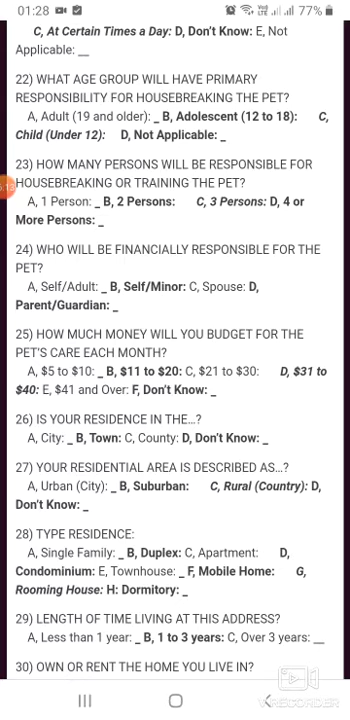 01:28 77%
C, At Certain Times a Day: D, Don't Know: E, Not
Applicable: __
22) WHAT AGE GROUP WILL HAVE PRIMARY
RESPONSIBILITY FOR HOUSEBREAKING THE PET?
A, Adult (19 and older): _ B, Adolescent (12 to 18): C,
Child (Under 12): D, Not Applicable: _
23) HOW MANY PERSONS WILL BE RESPONSIBLE FOR
HOUSEBREAKING OR TRAINING THE PET?
A, 1 Person: _ B, 2 Persons: C, 3 Persons: D, 4 or
More Persons: _
24) WHO WILL BE FINANCIALLY RESPONSIBLE FOR THE
PET?
A, Self/Adult: _ B, Self/Minor: C, Spouse: D,
Parent/Guardian: _
25) HOW MUCH MONEY WILL YOU BUDGET FOR THE
PET'S CARE EACH MONTH?
A, $5 to $10: _ B, $11 to $20: C, $21 to $30: D, $31 to
$40: E, $41 and Over: F, Don't Know: _
26) IS YOUR RESIDENCE IN THE...?
A, City: _ B, Town: C, County: D, Don't Know: _
27) YOUR RESIDENTIAL AREA IS DESCRIBED AS...?
A, Urban (City): _ B, Suburban: C, Rural (Country): D,
Don't Know: _
28) TYPE RESIDENCE:
A, Single Family: _ B, Duplex: C, Apartment: D,
Condominium: E, Townhouse: _ F, Mobile Home: G,
Rooming House: H: Dormitory: _
29) LENGTH OF TIME LIVING AT THIS ADDRESS?
A, Less than 1 year: _ B, 1 to 3 years: C, Over 3 years: __
30) OWN OR RENT THE HOME YOU LIVE IN?
RECORDER